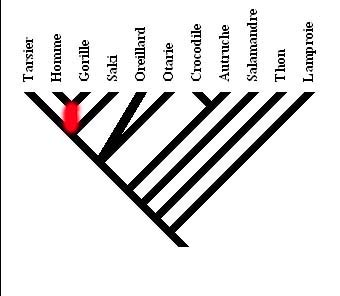 Tarsier
Homme
Gorille
Saki
Oreillard
Otarie
Crocodile
Autruche
Salamandre
Thon
Lamproie